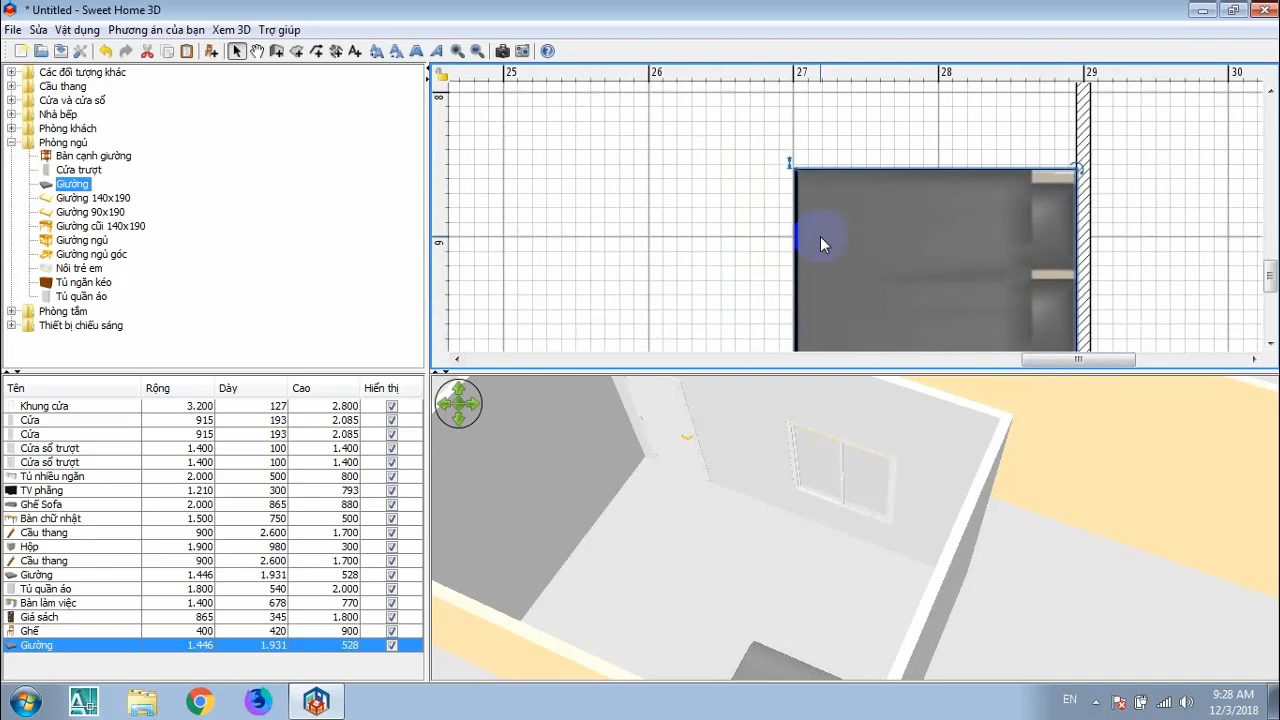 * Untitled - Sweet Home 3D
File Sửa Vật dụng Phương án của bạn Xem 3D Trợ giúp
Các đối tượng khác
Cầu thang
Cửa và cửa sổ
Nhà bếp
Phòng khách
Phòng ngủ
Bàn cạnh giường
Cửa trượt
Giường
Giường 140x190
Giường 90x190
Giường cũi 140x190
Giường ngủ
Giường ngủ góc
Nôi trẻ em
Tủ ngăn kéo
Tủ quần áo
Phòng tắm
Thiết bị chiếu sáng
25 26 27 28 29 30
8
9
Tên Rộng Dày Cao Hiển thị
Khung cửa 3.200 127 2.800
Cửa 915 193 2.085
Cửa 915 193 2.085
Cửa sổ trượt 1.400 100 1.400
Cửa sổ trượt 1.400 100 1.400
Tủ nhiều ngăn 2.000 500 800
TV phẳng 1.210 300 793
Ghế Sofa 2.000 865 880
Bàn chữ nhật 1.500 750 500
Cầu thang 900 2.600 1.700
Hộp 1.900 980 300
Cầu thang 900 2.600 1.700
Giường 1.446 1.931 528
Tủ quần áo 1.800 540 2.000
Bàn làm việc 1.400 678 770
Giá sách 865 345 1.800
Ghế 400 420 900
Giường 1.446 1.931 528
EN
9:28 AM
12/3/2018